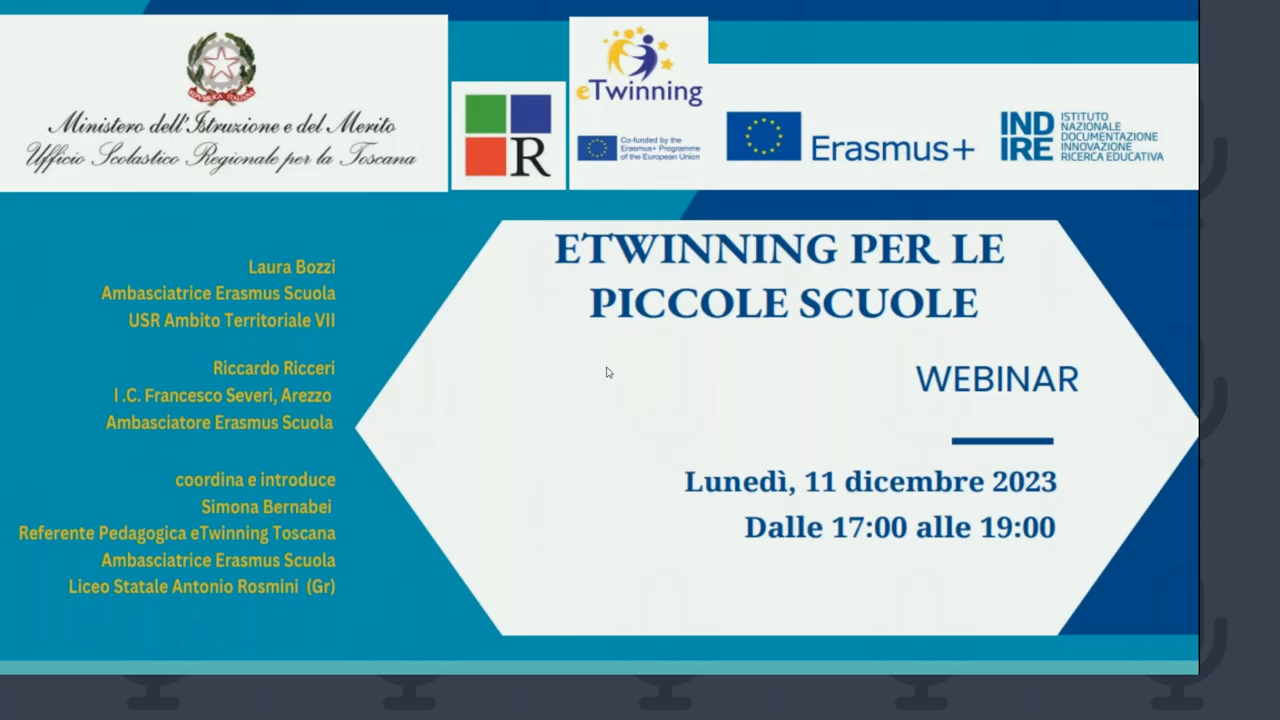 Ministero dell'Istruzione e del Merito
Ufficio Scolastico Regionale per la Toscana
REPVBBLICA ITALIANA
R
eTwinning
Co-funded by the
Erasmus+ Programme
of the European Union
Erasmus+
INDIRE
ISTITUTO
NAZIONALE
DOCUMENTAZIONE
INNOVAZIONE
RICERCA EDUCATIVA
Laura Bozzi
Ambasciatrice Erasmus Scuola
USR Ambito Territoriale VII
Riccardo Ricceri
I .C. Francesco Severi, Arezzo
Ambasciatore Erasmus Scuola
coordina e introduce
Simona Bernabei
Referente Pedagogica eTwinning Toscana
Ambasciatrice Erasmus Scuola
Liceo Statale Antonio Rosmini (Gr)
ETWINNING PER LE
PICCOLE SCUOLE
WEBINAR
Lunedì, 11 dicembre 2023
Dalle 17:00 alle 19:00